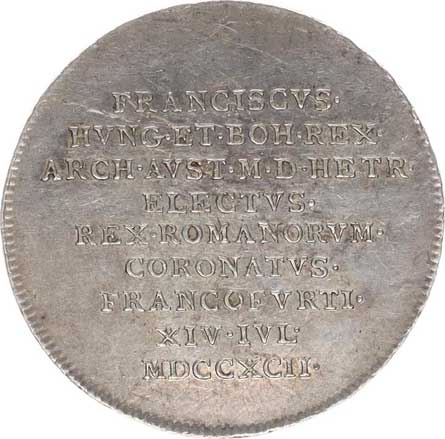 FRANCISCVS·
HVNG·ET·BOH·REX·
ARCH·AVST·M·D·HETR·
ELECTVS·
REX·ROMANORVM·
CORONATVS·
FRANCOFVRTI·
XIV·IVL:
MDCCXCII·